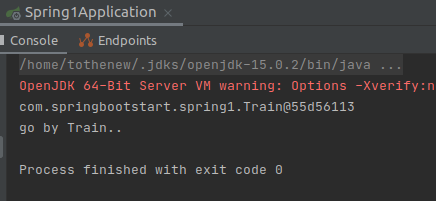 Spring1Application
Console
Endpoints
/home/tothenew/.jdks/openjdk-15.0.2/bin/java ...
OpenJDK 64-Bit Server VM warning: Options -Xverify:n
com.springbootstart.spring1.Train@55d56113
go by Train..
Process finished with exit code 0